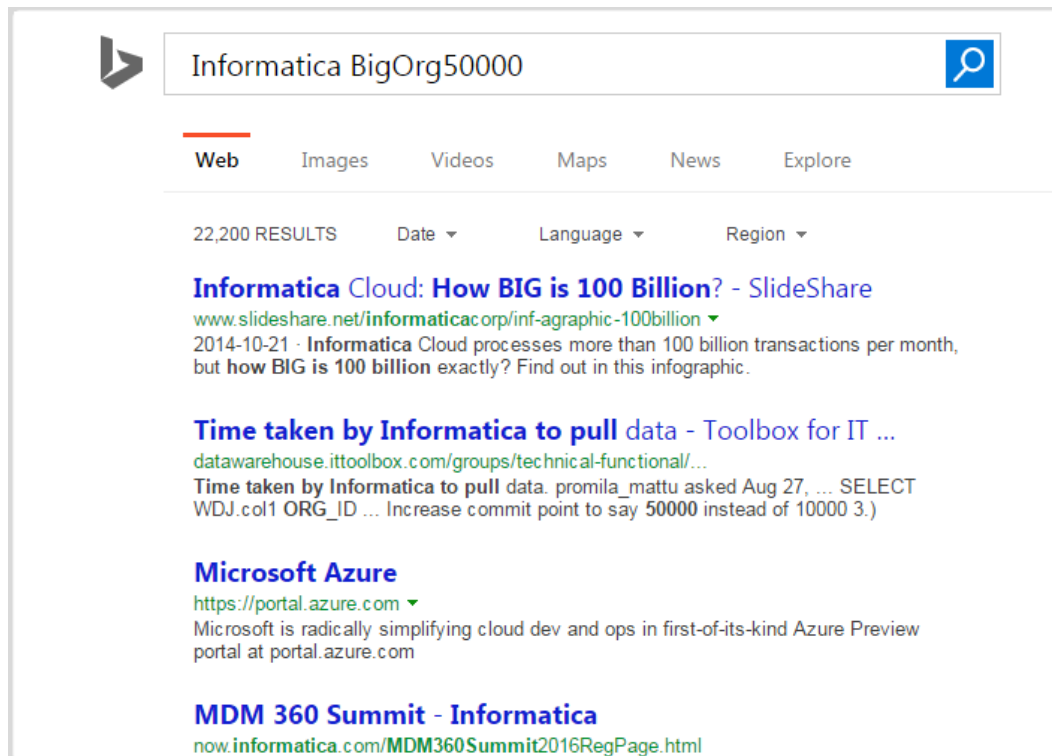 Informatica BigOrg50000
Web Images Videos Maps News Explore
22,200 RESULTS Date Language Region
Informatica Cloud: How BIG is 100 Billion? - SlideShare
www.slideshare.net/informaticacorp/inf-agraphic-100billion
2014-10-21 · Informatica Cloud processes more than 100 billion transactions per month,
but how BIG is 100 billion exactly? Find out in this infographic.
Time taken by Informatica to pull data - Toolbox for IT ...
datawarehouse.ittoolbox.com/groups/technical-functional/...
Time taken by Informatica to pull data. promila_mattu asked Aug 27, ... SELECT
WDJ.col1 ORG_ID ... Increase commit point to say 50000 instead of 10000 3.)
Microsoft Azure
https://portal.azure.com
Microsoft is radically simplifying cloud dev and ops in first-of-its-kind Azure Preview
portal at portal.azure.com
MDM 360 Summit - Informatica
now.informatica.com/MDM360Summit2016RegPage.html